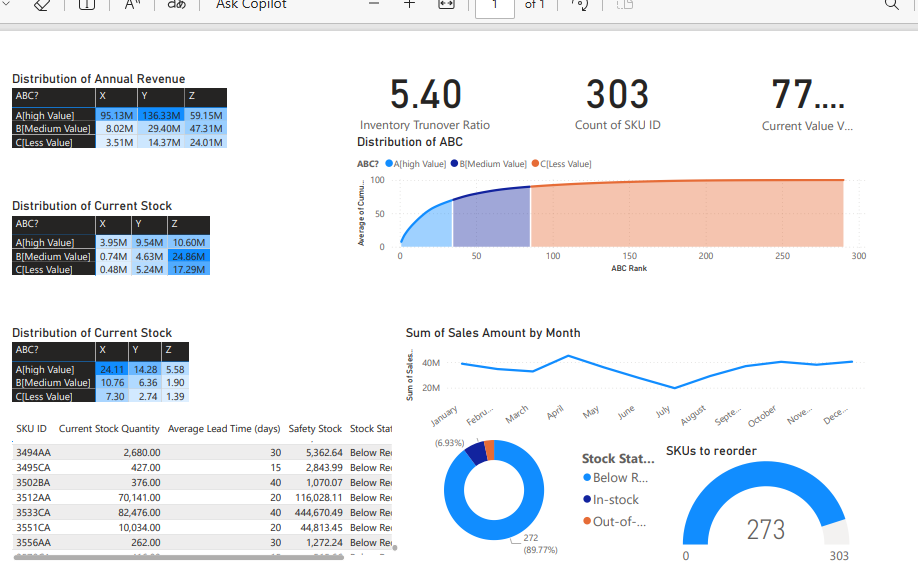 Ask Copilot
1 of 1
Distribution of Annual Revenue
ABC? X Y Z
A[high Value] 95.13M 136.33M 59.15M
B[Medium Value] 8.02M 29.40M 47.31M
C[Less Value] 3.51M 14.37M 24.01M
5.40
Inventory Trunover Ratio
303
Count of SKU ID
77....
Current Value V...
Distribution of ABC
ABC? A[high Value] B[Medium Value] C[Less Value]
Average of Cumu...
100
50
0
0 50 100 150 200 250 300
ABC Rank
Distribution of Current Stock
ABC? X Y Z
A[high Value] 3.95M 9.54M 10.60M
B[Medium Value] 0.74M 4.63M 24.86M
C[Less Value] 0.48M 5.24M 17.29M
Distribution of Current Stock
ABC? X Y Z
A[high Value] 24.11 14.28 5.58
B[Medium Value] 10.76 6.36 1.90
C[Less Value] 7.30 2.74 1.39
Sum of Sales Amount by Month
Sum of Sales...
40M
20M
January Febru... March April May June July August Septe... October Nove... Dece...
SKU ID Current Stock Quantity Average Lead Time (days) Safety Stock Stock Stat
3494AA 2,680.00 30 5,362.64 Below Re
3495CA 427.00 15 2,843.99 Below Re
3502BA 376.00 40 1,070.07 Below Re
3512AA 70,141.00 20 116,028.11 Below Re
3533CA 82,476.00 40 444,670.49 Below Re
3551CA 10,034.00 20 44,813.45 Below Re
3556AA 262.00 30 1,272.24 Below Re
(6.93%)
272
(89.77%)
Stock Stat...
Below R...
In-stock
Out-of-...
SKUs to reorder
273
0 303